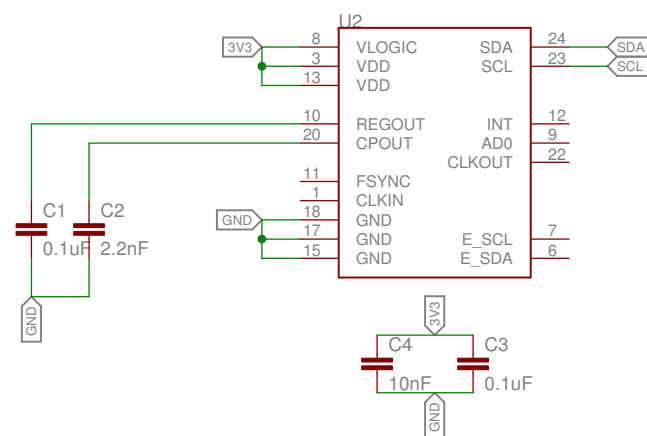 U2
3V3 8 VLOGIC SDA 24 SDA
3 VDD SCL 23 SCL
13 VDD
10 REGOUT INT 12
20 CPOUT AD0 9
CLKOUT 22
11 FSYNC
1 CLKIN
GND 18 GND
17 GND E_SCL 7
15 GND E_SDA 6
C1 C2
0.1uF 2.2nF
GND
3V3
C4 C3
10nF 0.1uF
GND